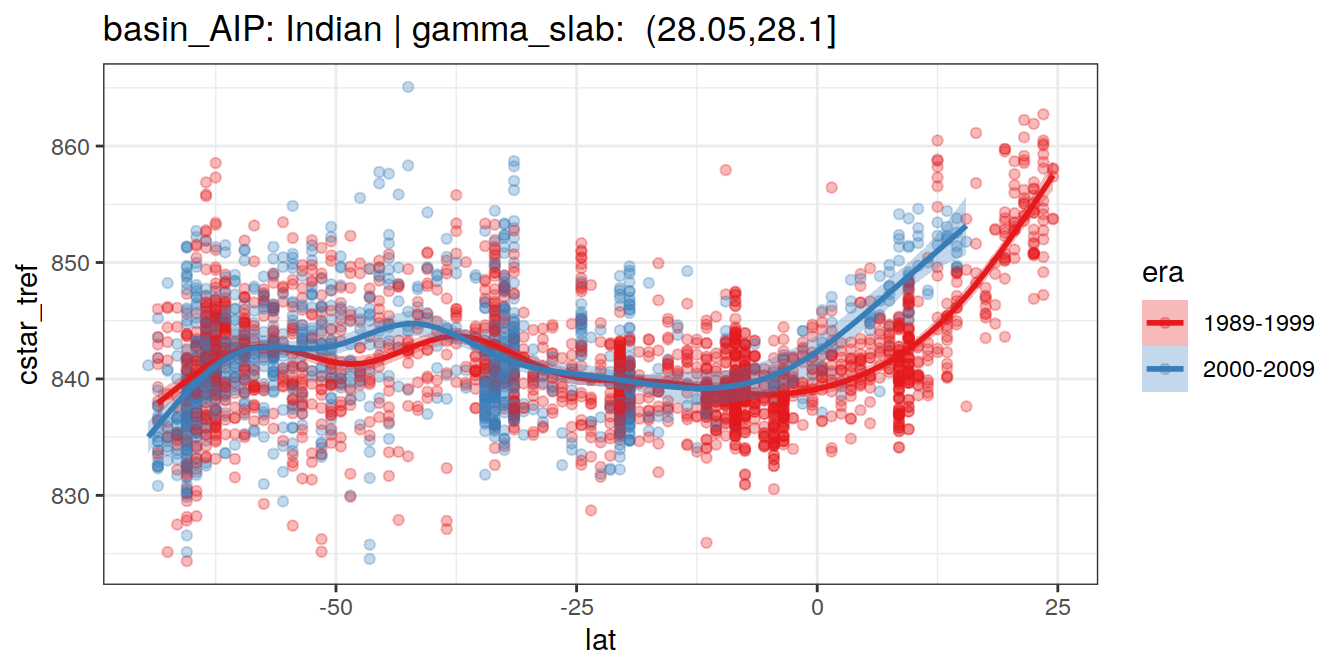 basin_AIP: Indian | gamma_slab:  (28.05,28.1]
cstar_tref
860
850
840
830
-50
-25
0
25
lat
era
1989-1999
2000-2009